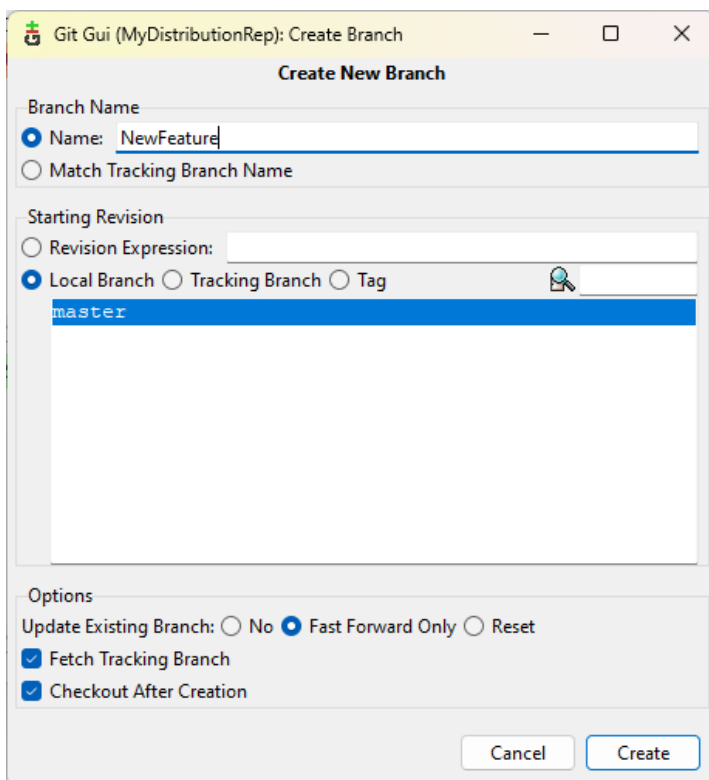 Git Gui (MyDistributionRep): Create Branch
Create New Branch
Branch Name
Name: NewFeature
Match Tracking Branch Name
Starting Revision
Revision Expression:
Local Branch Tracking Branch Tag
master
Options
Update Existing Branch: No Fast Forward Only Reset
Fetch Tracking Branch
Checkout After Creation
Cancel Create